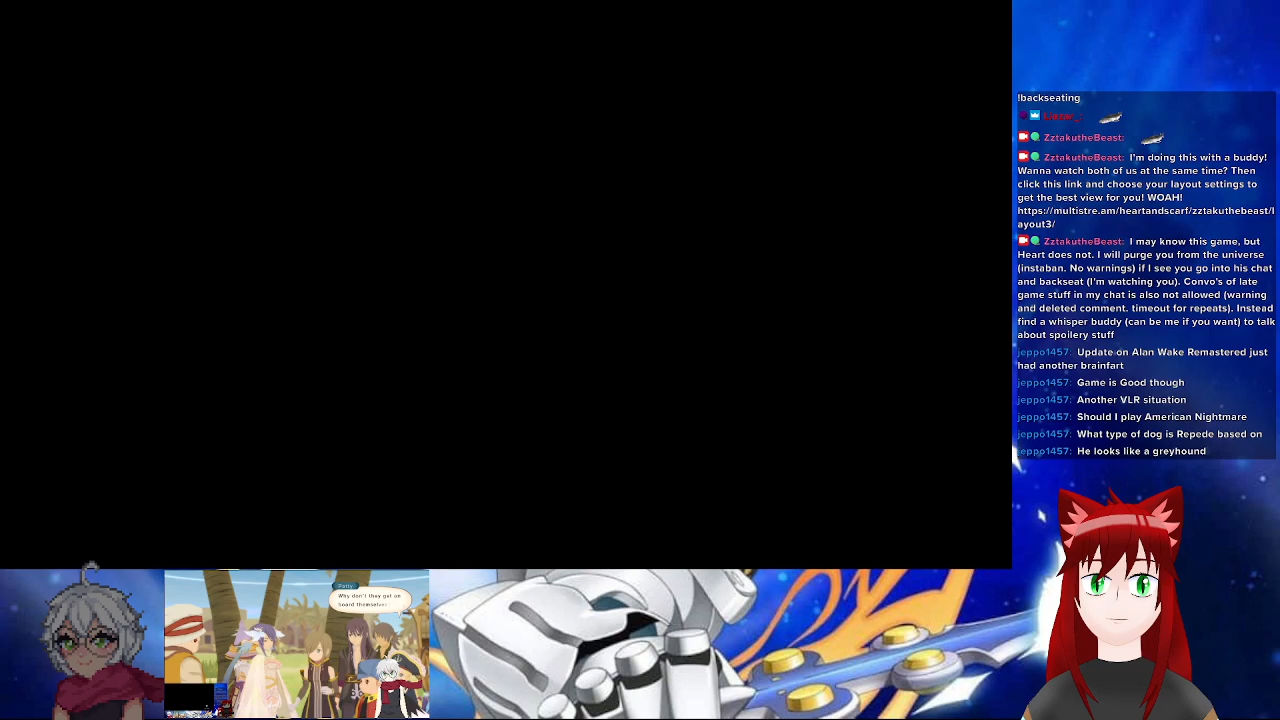 !backseating
ZztakutheBeast:
ZztakutheBeast: I'm doing this with a buddy!
Wanna watch both of us at the same time? Then
click this link and choose your layout settings to
get the best view for you! WOAH!
https://multistre.am/heartandscarf/zztakuthebeast/l
ayout3/
ZztakutheBeast: I may know this game, but
Heart does not. I will purge you from the universe
(instaban. No warnings) if I see you go into his chat
and backseat (I'm watching you). Convo's of late
game stuff in my chat is also not allowed (warning
and deleted comment. timeout for repeats). Instead
find a whisper buddy (can be me if you want) to talk
about spoilery stuff
jeppo1457: Update on Alan Wake Remastered just
had another brainfart
jeppo1457: Game is Good though
jeppo1457: Another VLR situation
jeppo1457: Should I play American Nightmare
jeppo1457: What type of dog is Repede based on
jeppo1457: He looks like a greyhound
Patty
Why don't they get on
board themselves